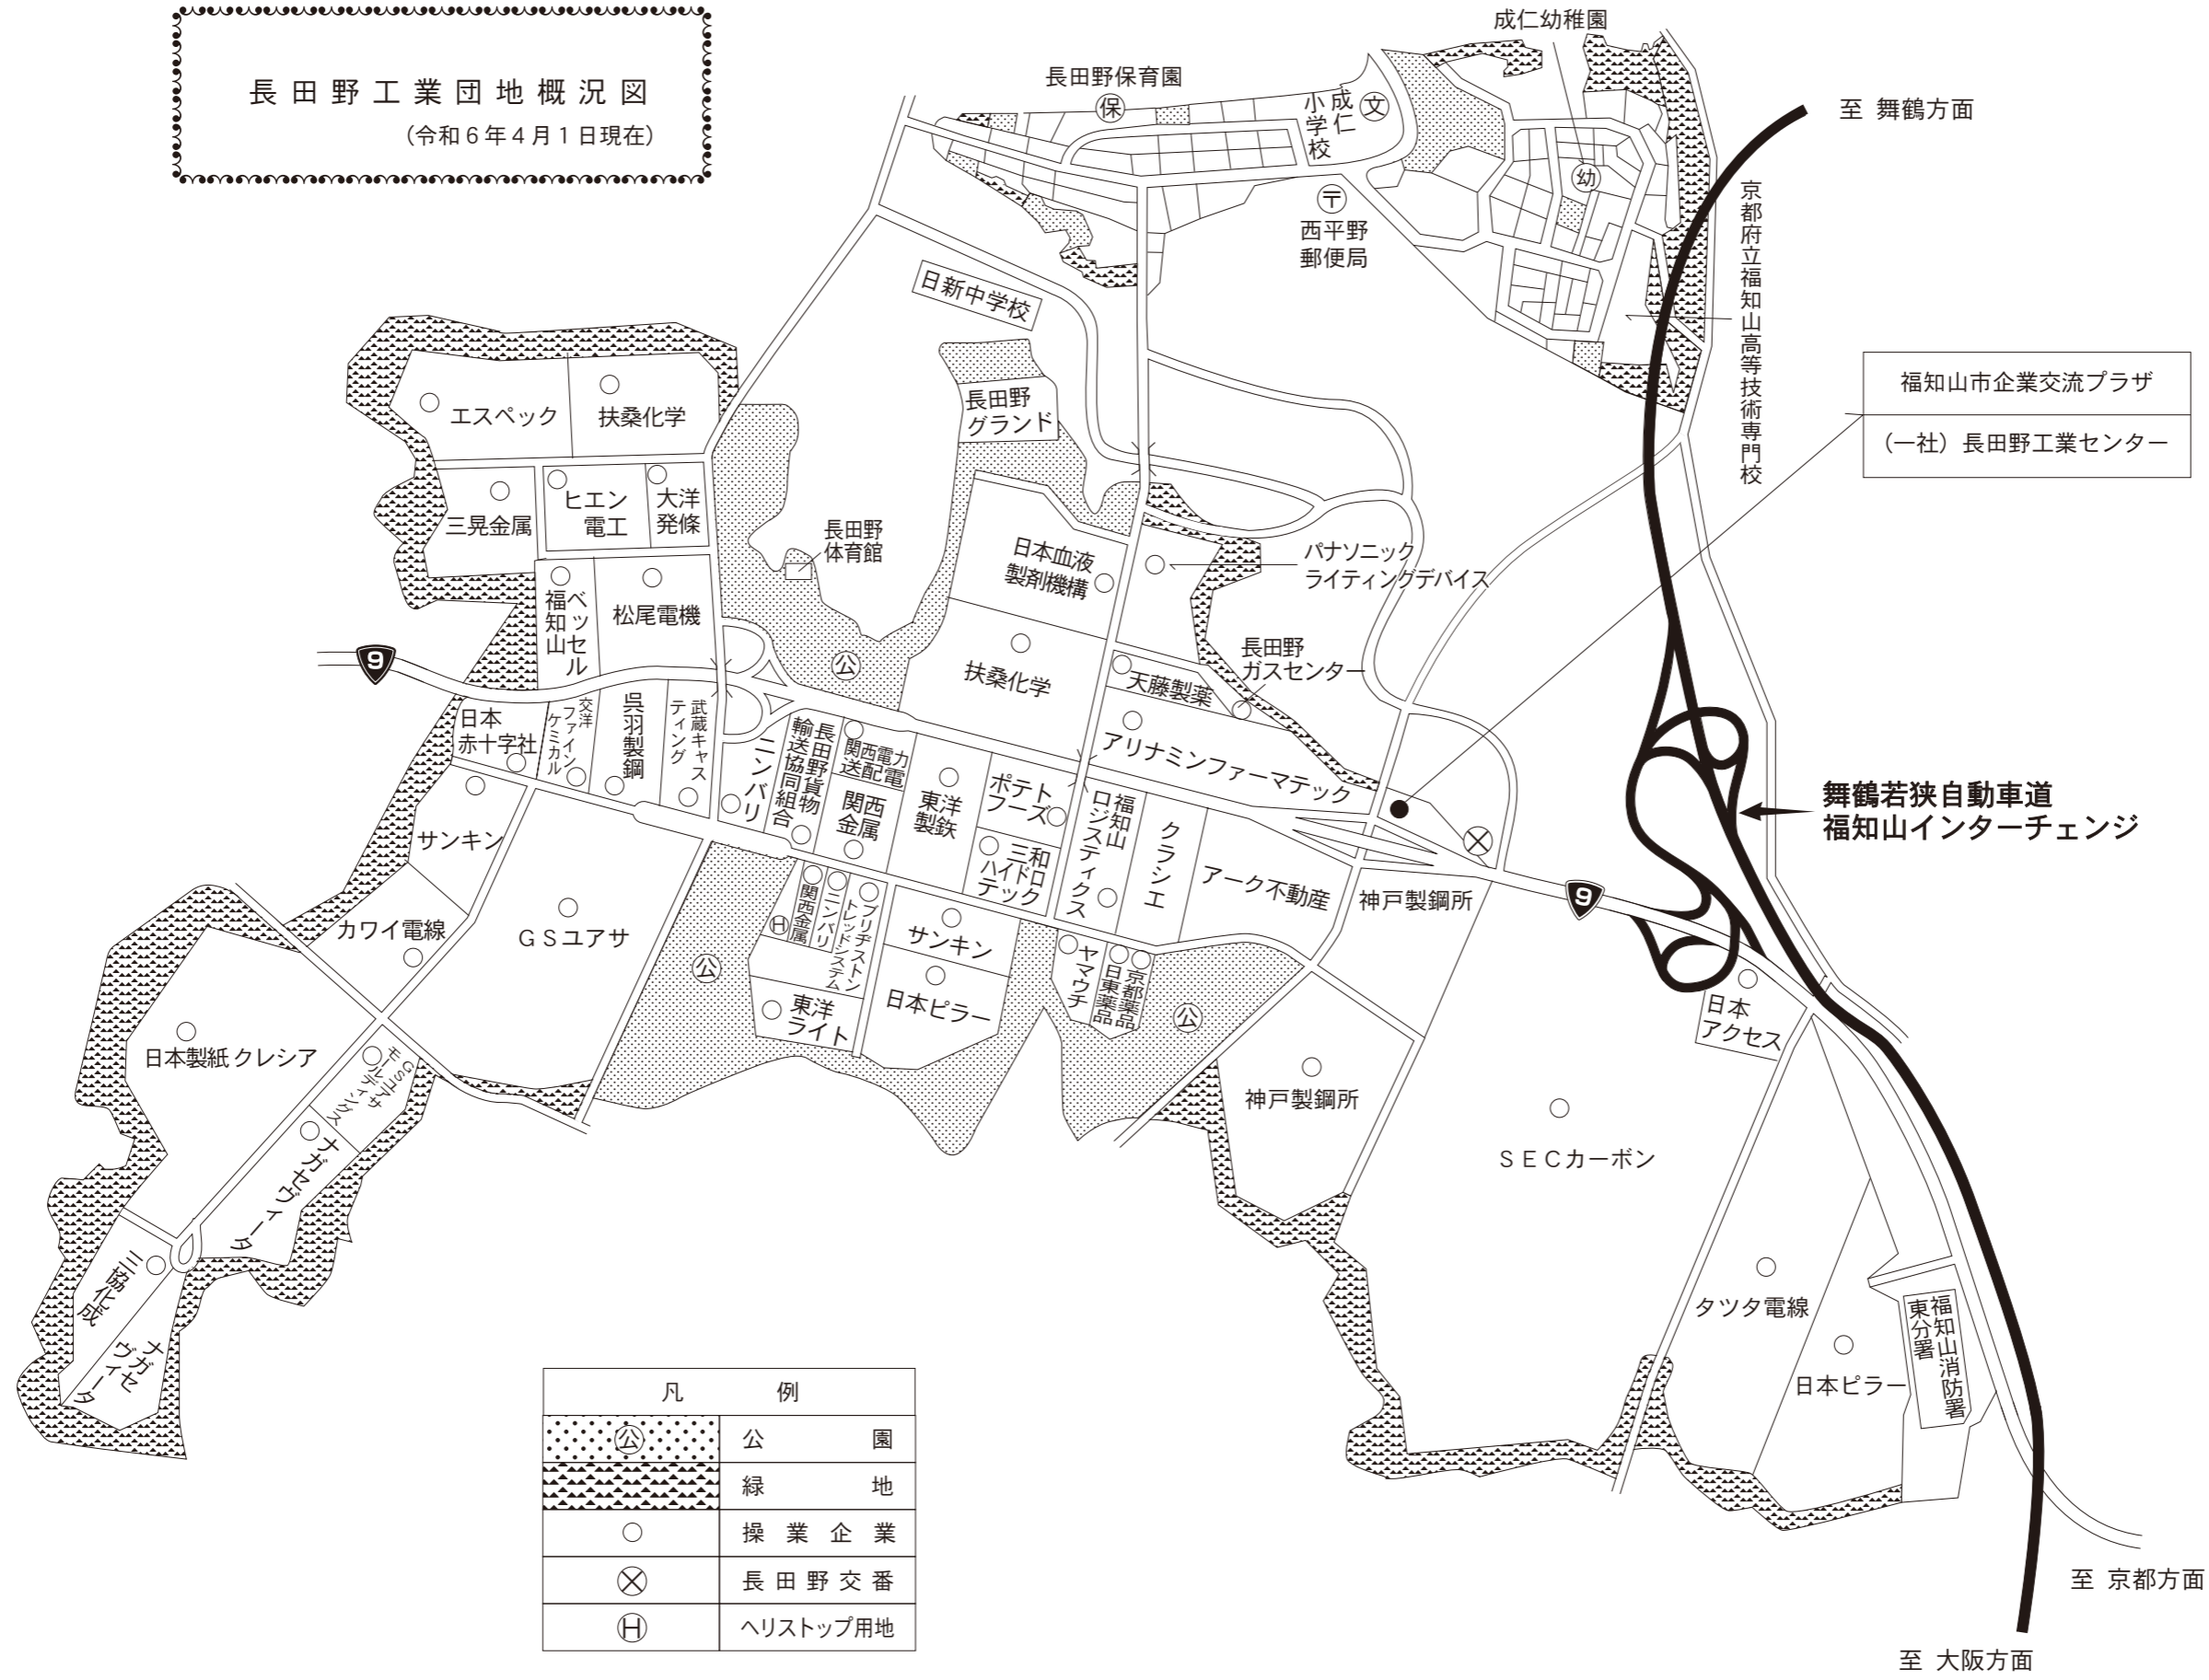 長田野工業団地概況図
（令和６年４月１日現在）
成仁幼稚園
長田野保育園
保
成仁
小学校
文
至 舞鶴方面
幼
〒
西平野
郵便局
京都府立福知山高等技術専門校
日新中学校
福知山市企業交流プラザ
（一社）長田野工業センター
長田野
グランド
エスペック
扶桑化学
三晃金属
ヒエン
電工
大洋
発條
長田野
体育館
日本血液
製剤機構
パナソニック
ライティングデバイス
ベッセル
福知山
松尾電機
9
公
扶桑化学
天藤製薬
長田野
ガスセンター
アリナミンファーマテック
日本
赤十字社
交洋
ファイン
ケミカル
呉羽製鋼
武蔵キャス
ティング
ニンバリ
長田野貨物
輸送協同組合
関西電力
送配電
関西
金属
東洋
製鉄
ポテト
フーズ
三和
ハイドロ
テック
福知山
ロジスティクス
クラシエ
アーク不動産
神戸製鋼所
舞鶴若狭自動車道
福知山インターチェンジ
9
サンキン
カワイ電線
ＧＳユアサ
公
H
関西金属
ニンバリ
ブリヂストン
トレッドシステム
サンキン
日本ピラー
東洋
ライト
ヤマウチ
日東薬品
京都薬品
公
日本
アクセス
日本製紙クレシア
ＧＳユアサ
モールディングス
ナガセヴィータ
神戸製鋼所
ＳＥＣカーボン
三協化成
ナガセ
ヴィータ
タツタ電線
日本ピラー
福知山消防署
東分署
凡例
公
公園
緑地
操業企業
長田野交番
H
ヘリストップ用地
至 京都方面
至 大阪方面